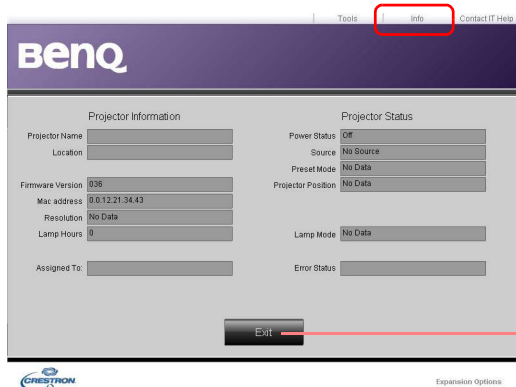 Tools Info Contact IT Help
BenQ
Projector Information
Projector Name
Location
Firmware Version 036
Mac address 0.0.12.21.34.43
Resolution No Data
Lamp Hours 0
Assigned To:
Projector Status
Power Status Off
Source No Source
Preset Mode No Data
Projector Position No Data
Lamp Mode No Data
Error Status
Exit
CRESTRON
Expansion Options